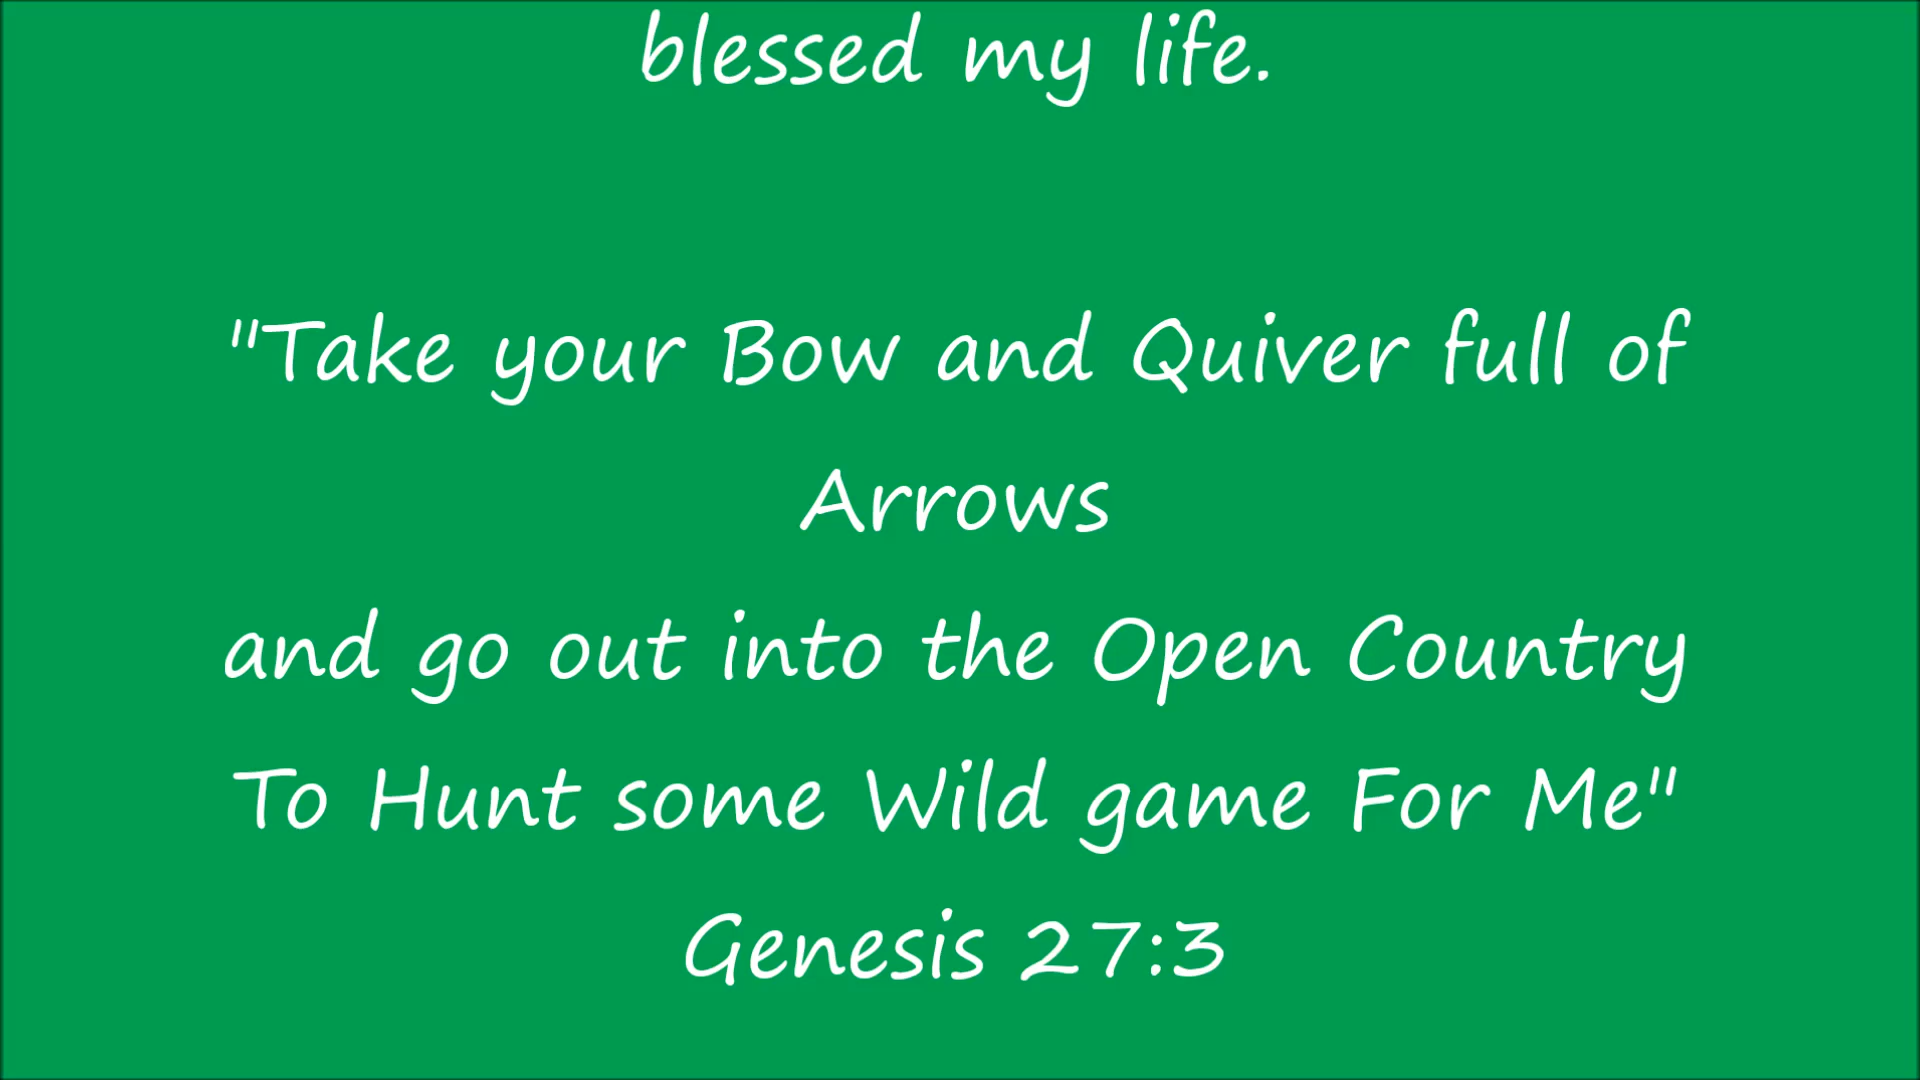 blessed my life.
"Take your Bow and Quiver full of
Arrows
and go out into the Open Country
To Hunt some Wild game For Me"
Genesis 27:3